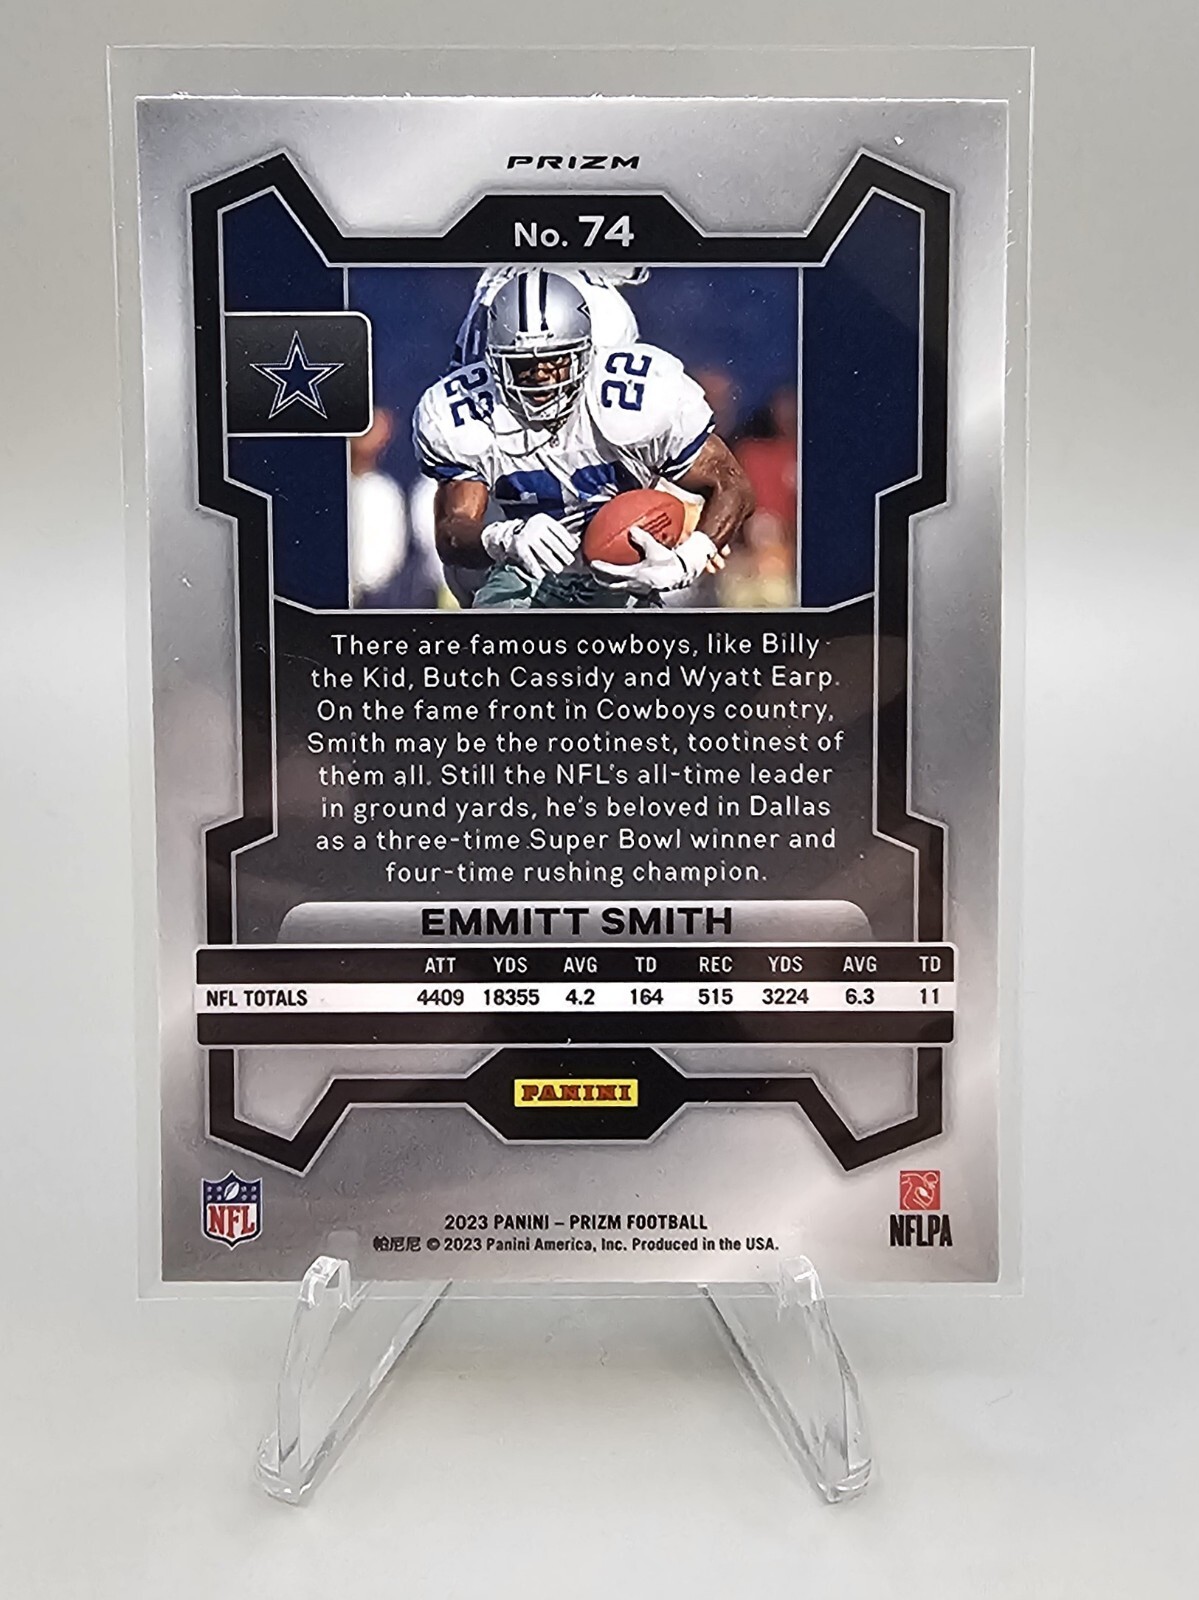 PRIZM
No. 74
22 22
22
There are famous cowboys, like Billy
the Kid, Butch Cassidy and Wyatt Earp.
On the fame front in Cowboys country,
Smith may be the rootinest, tootinest of
them all. Still the NFL's all-time leader
in ground yards, he's beloved in Dallas
as a three-time Super Bowl winner and
four-time rushing champion.
EMMITT SMITH
ATT YDS AVG TD REC YDS AVG TD
NFL TOTALS 4409 18355 4.2 164 515 3224 6.3 11
PANINI
NFL
NFLPA
2023 PANINI – PRIZM FOOTBALL
帕尼尼 © 2023 Panini America, Inc. Produced in the USA.